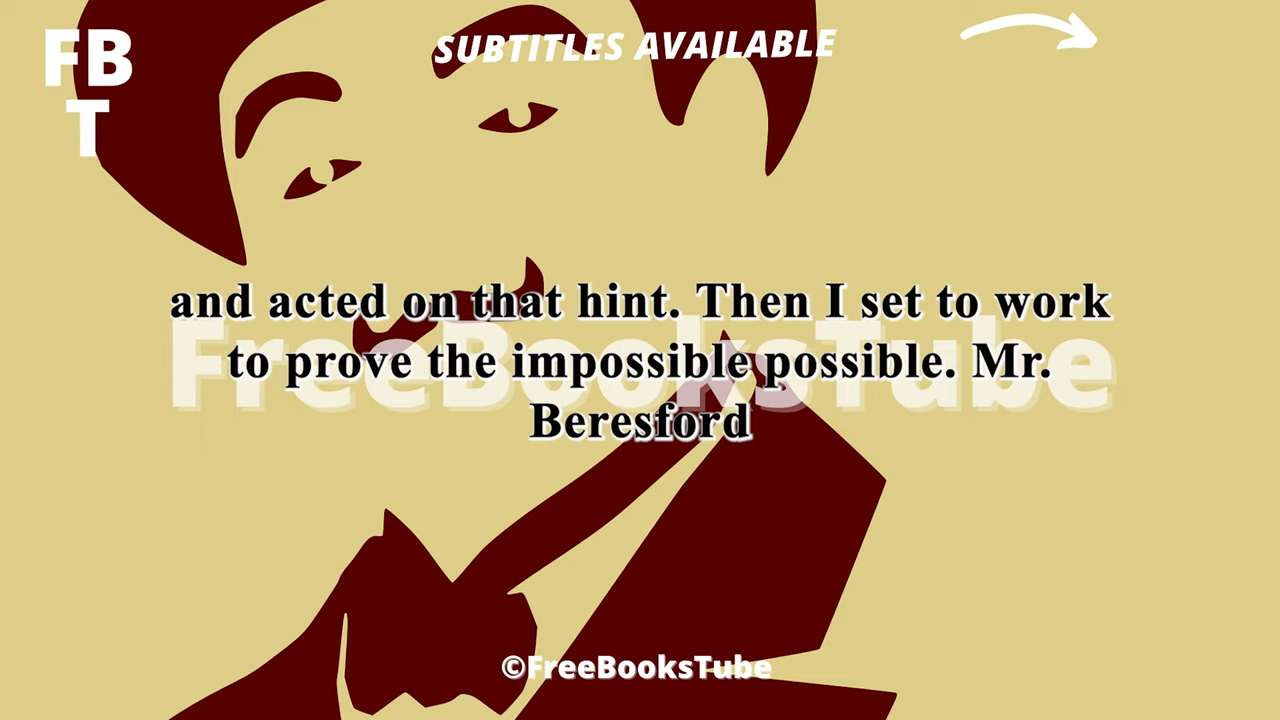 FB
T
SUBTITLES AVAILABLE
and acted on that hint. Then I set to work
to prove the impossible possible. Mr.
Beresford
FreeBooksTube
©FreeBooksTube